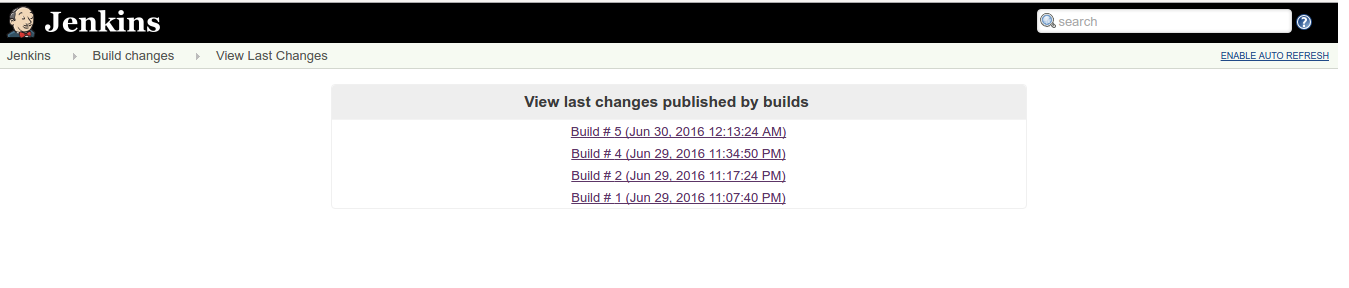 Jenkins
search
?
Jenkins Build changes View Last Changes ENABLE AUTO REFRESH
View last changes published by builds
Build # 5 (Jun 30, 2016 12:13:24 AM)
Build # 4 (Jun 29, 2016 11:34:50 PM)
Build # 2 (Jun 29, 2016 11:17:24 PM)
Build # 1 (Jun 29, 2016 11:07:40 PM)